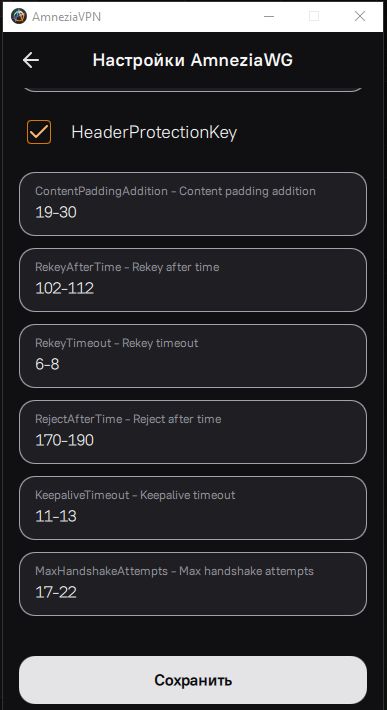 AmneziaVPN
Настройки AmneziaWG
HeaderProtectionKey
ContentPaddingAddition - Content padding addition
19-30
RekeyAfterTime - Rekey after time
102-112
RekeyTimeout - Rekey timeout
6-8
RejectAfterTime - Reject after time
170-190
KeepaliveTimeout - Keepalive timeout
11-13
MaxHandshakeAttempts - Max handshake attempts
17-22
Сохранить